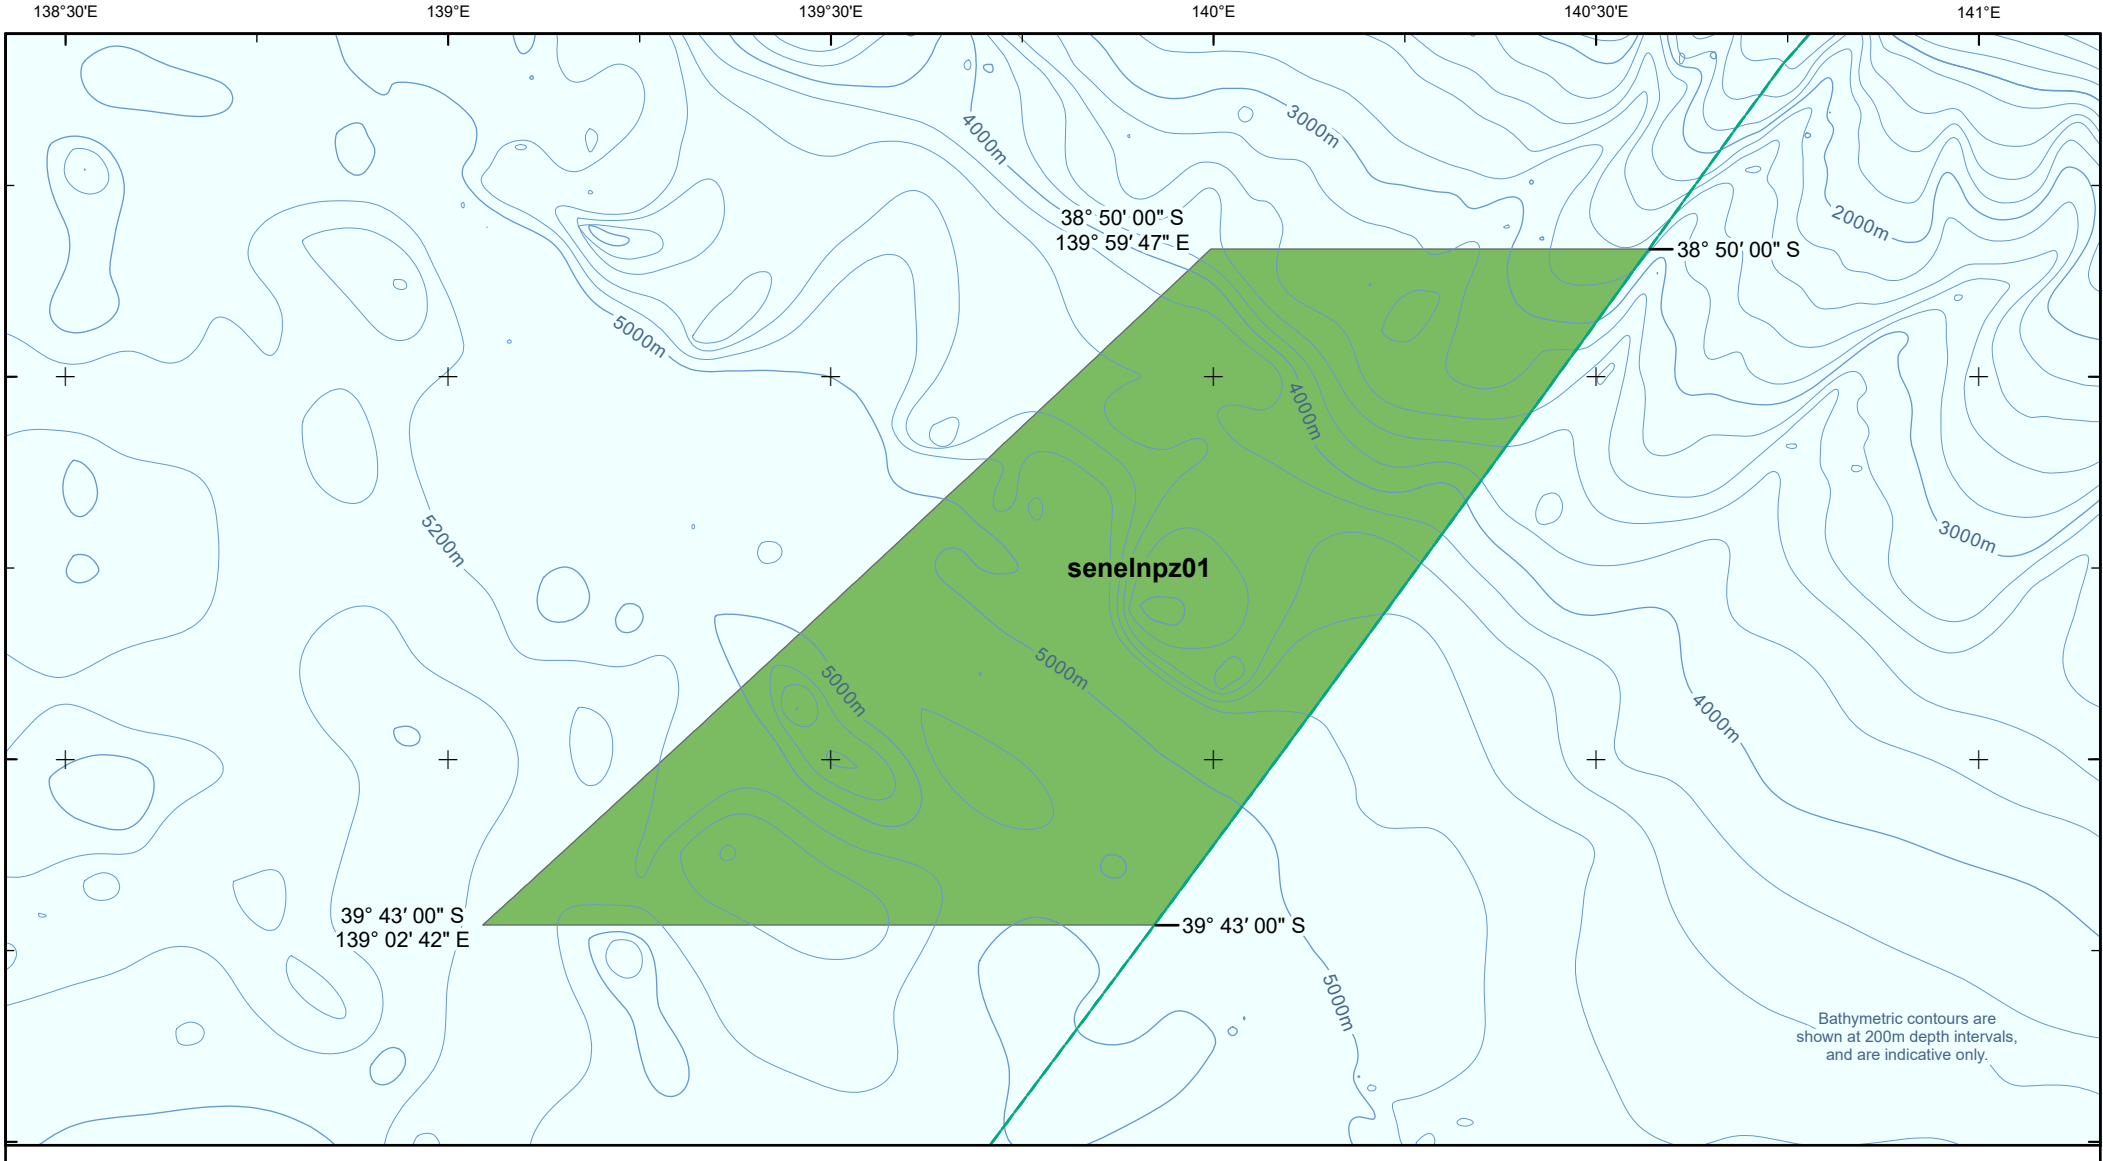 138°30'E
139°E
139°30'E
140°E
140°30'E
141°E
4000m
3000m
2000m
38° 50' 00" S
139° 59' 47" E
38° 50' 00" S
5000m
4000m
5200m
3000m
senelnpz01
5000m
5000m
4000m
39° 43' 00" S
139° 02' 42" E
39° 43' 00" S
5000m
Bathymetric contours are
shown at 200m depth intervals,
and are indicative only.